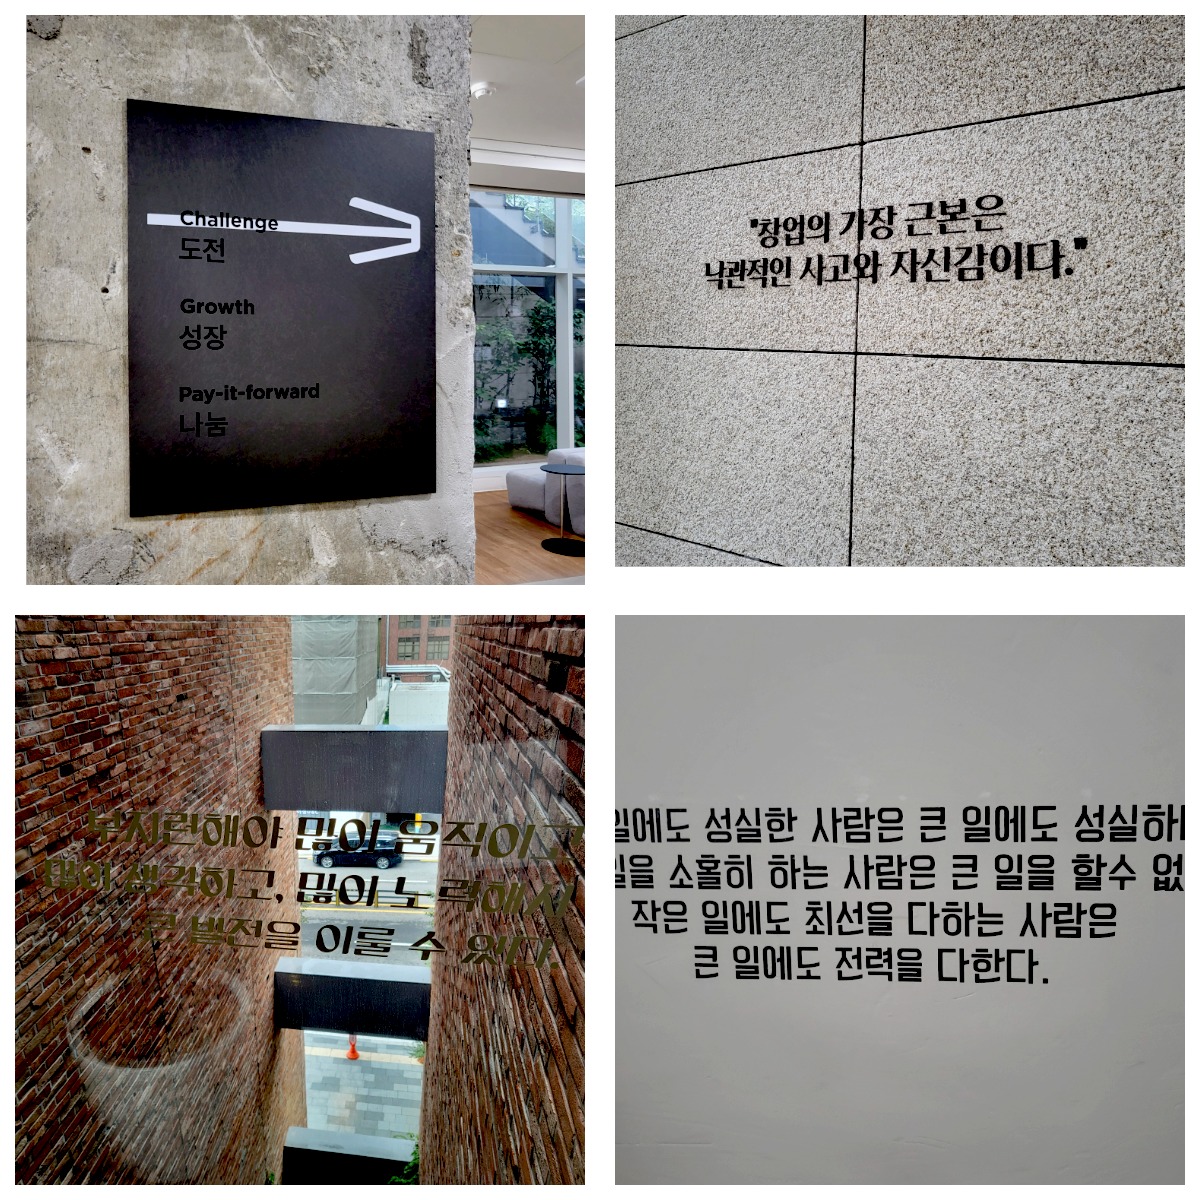 Challenge
도전
Growth
성장
Pay-it-forward
나눔
"창업의 가장 근본은
낙관적인 사고와 자신감이다."
부지런해야 많이 움직이고
많이 생각하고, 많이 노력해서
큰 발전을 이룰 수 있다.
일에도 성실한 사람은 큰 일에도 성실하
일을 소홀히 하는 사람은 큰 일을 할수 없
작은 일에도 최선을 다하는 사람은
큰 일에도 전력을 다한다.